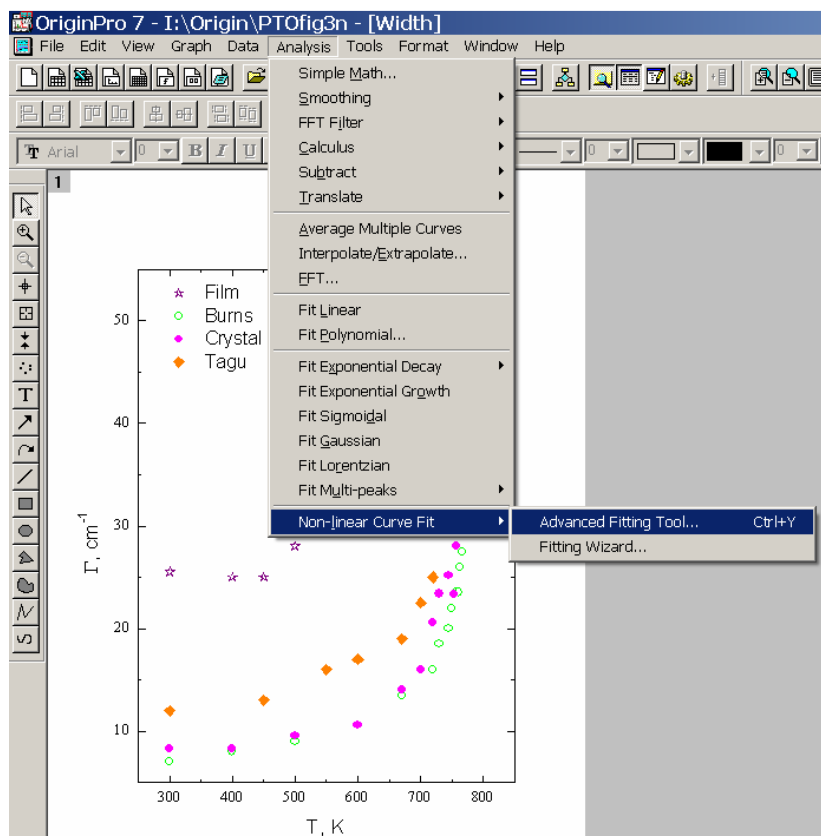 OriginPro 7 - I:\Origin\PTOfig3n - [Width]
File Edit View Graph Data Analysis Tools Format Window Help
Simple Math...
Smoothing
FFT Filter
Calculus
Subtract
Translate
Average Multiple Curves
Interpolate/Extrapolate...
FFT...
Fit Linear
Fit Polynomial...
Fit Exponential Decay
Fit Exponential Growth
Fit Sigmoidal
Fit Gaussian
Fit Lorentzian
Fit Multi-peaks
Non-linear Curve Fit
Advanced Fitting Tool... Ctrl+Y
Fitting Wizard...
Arial 0 B I U 0 0
1
T
Film
Burns
Crystal
Tagu
50
40
30
20
10
Γ, cm⁻¹
300 400 500 600 700 800
T, K